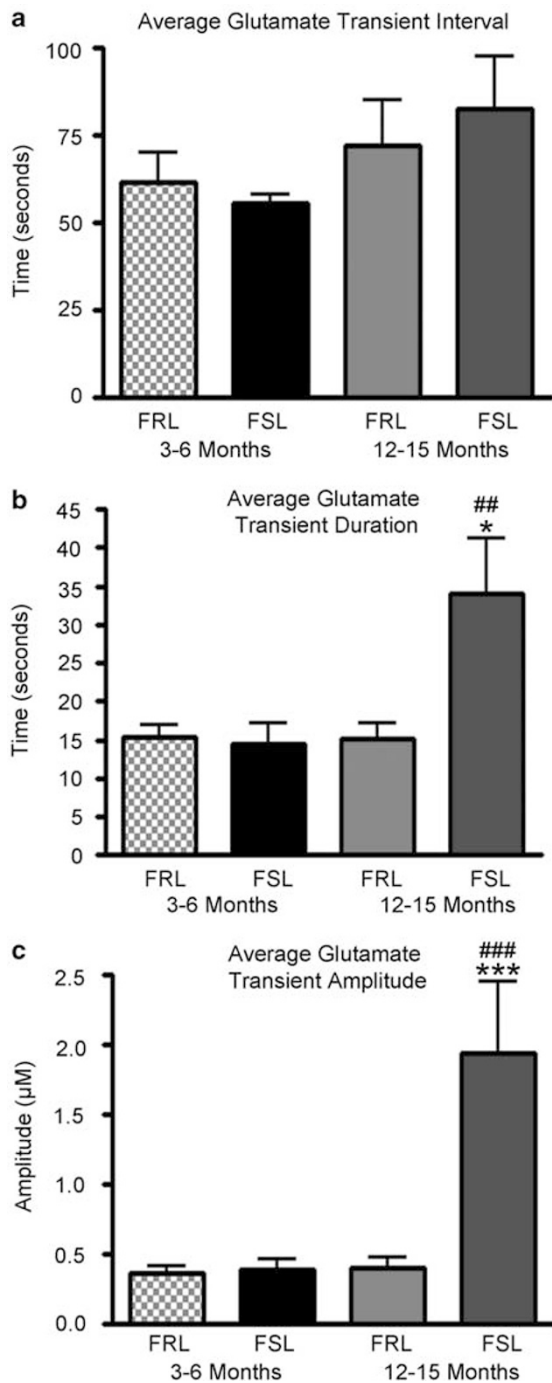 a
Average Glutamate Transient Interval
100
75
50
25
0
Time (seconds)
FRL FSL FRL FSL
3-6 Months 12-15 Months
b
Average Glutamate
Transient Duration
##
*
45
40
35
30
25
20
15
10
5
0
Time (seconds)
FRL FSL FRL FSL
3-6 Months 12-15 Months
c
Average Glutamate
Transient Amplitude
###
***
2.5
2.0
1.5
1.0
0.5
0.0
Amplitude (µM)
FRL FSL FRL FSL
3-6 Months 12-15 Months